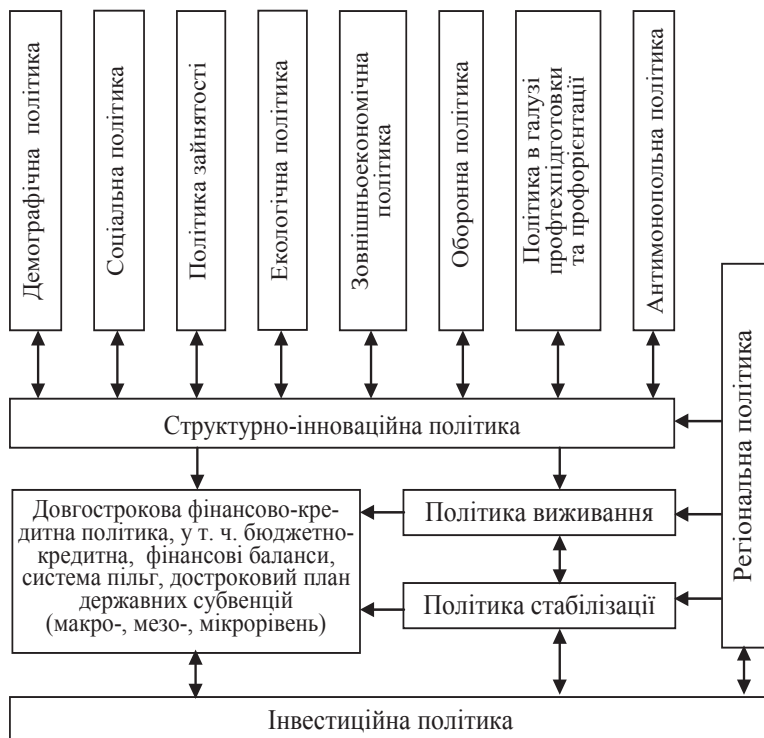 Демографічна політика
Соціальна політика
Політика зайнятості
Екологічна політика
Зовнішньоекономічна
політика
Оборонна політика
Політика в галузі
профтехпідготовки
та профорієнтації
Антимонопольна політика
Регіональна політика
Структурно-інноваційна політика
Довгострокова фінансово-кре-
дитна політика, у т. ч. бюджетно-
кредитна, фінансові баланси,
система пільг, достроковий план
державних субвенцій
(макро-, мезо-, мікрорівень)
Політика виживання
Політика стабілізації
Інвестиційна політика